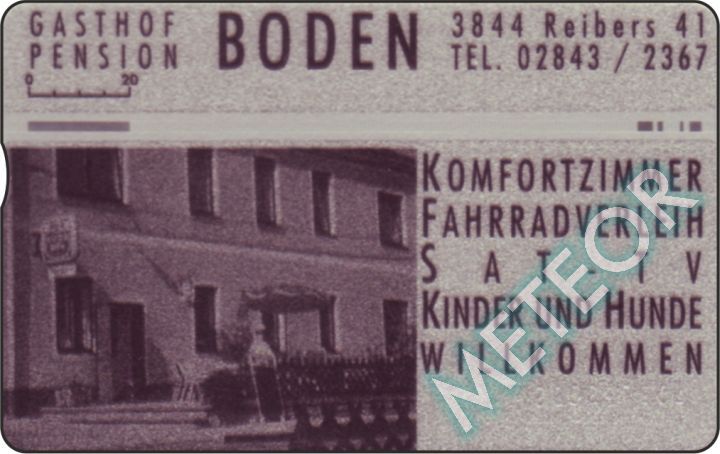 GASTHOF
PENSION
BODEN
3844 Reibers 41
TEL. 02843 / 2367
0 20
KOMFORTZIMMER
FAHRRADVERLEIH
SAT-TV
KINDER UND HUNDE
WILLKOMMEN
METEOR